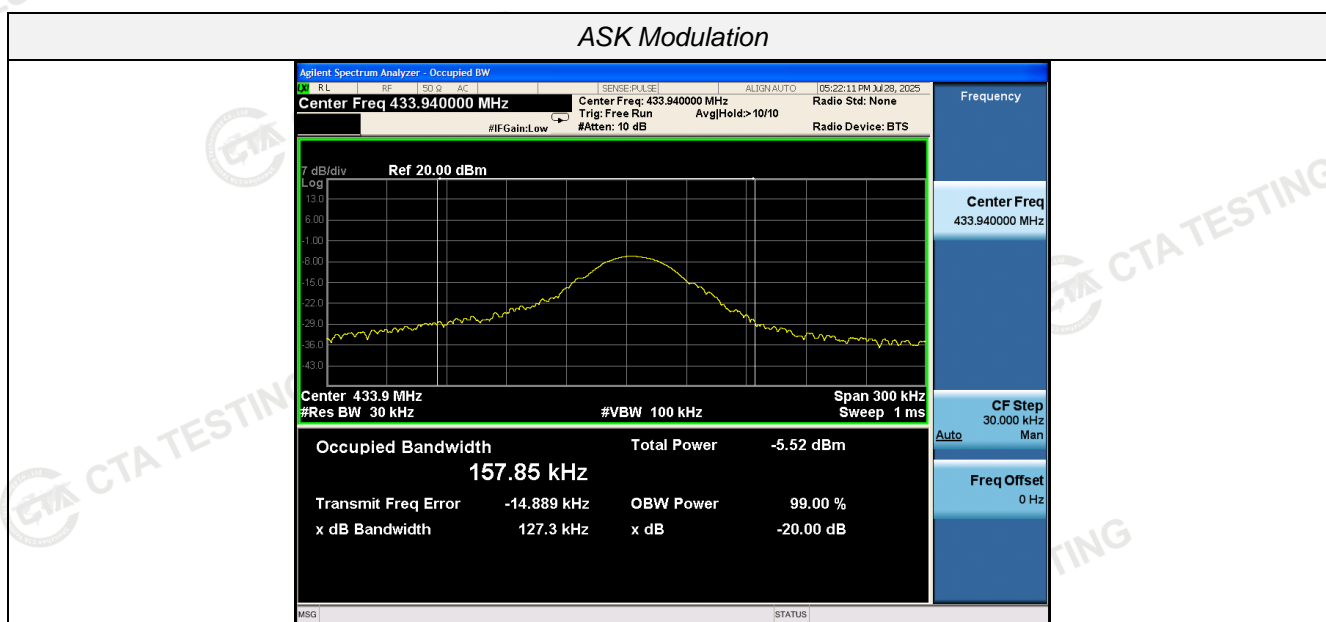 ASK Modulation
Agilent Spectrum Analyzer - Occupied BW
LXI RL RF 50 Ω AC SENSE:PULSE ALIGN AUTO 05:22:11 PM Jul 28, 2025
Center Freq 433.940000 MHz
Center Freq: 433.940000 MHz Radio Std: None
Trig: Free Run Avg|Hold:>10/10
#IFGain:Low #Atten: 10 dB Radio Device: BTS
7 dB/div Ref 20.00 dBm
Log
13.0
6.00
-1.00
-8.00
-15.0
-22.0
-29.0
-36.0
-43.0
Center 433.9 MHz Span 300 kHz
#Res BW 30 kHz #VBW 100 kHz Sweep 1 ms
Occupied Bandwidth Total Power -5.52 dBm
157.85 kHz
Transmit Freq Error -14.889 kHz OBW Power 99.00 %
x dB Bandwidth 127.3 kHz x dB -20.00 dB
MSG STATUS
Frequency
Center Freq
433.940000 MHz
CF Step
30.000 kHz
Auto Man
Freq Offset
0 Hz
CTA
CTA TESTING
CTA TESTING
TING